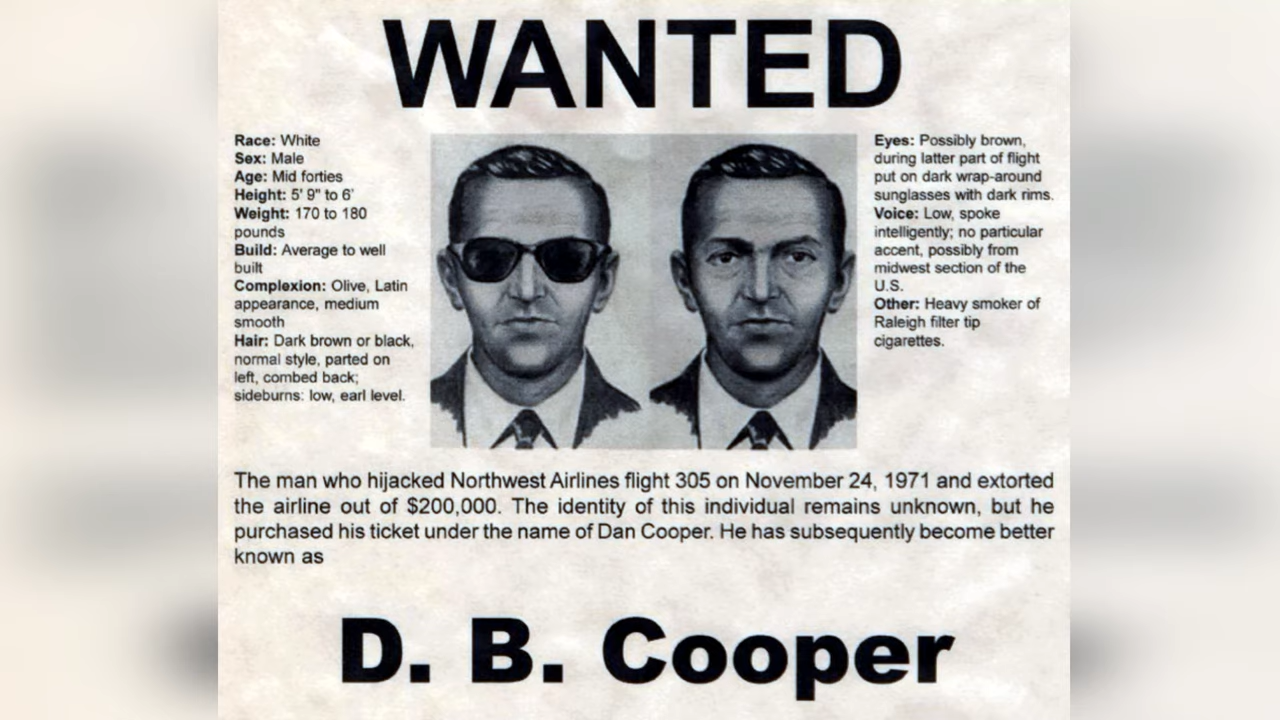 WANTED
Race: White
Sex: Male
Age: Mid forties
Height: 5' 9" to 6'
Weight: 170 to 180
pounds
Build: Average to well
built
Complexion: Olive, Latin
appearance, medium
smooth
Hair: Dark brown or black,
normal style, parted on
left, combed back;
sideburns: low, earl level.
Eyes: Possibly brown,
during latter part of flight
put on dark wrap-around
sunglasses with dark rims.
Voice: Low, spoke
intelligently; no particular
accent, possibly from
midwest section of the
U.S.
Other: Heavy smoker of
Raleigh filter tip
cigarettes.
The man who hijacked Northwest Airlines flight 305 on November 24, 1971 and extorted
the airline out of $200,000. The identity of this individual remains unknown, but he
purchased his ticket under the name of Dan Cooper. He has subsequently become better
known as
D. B. Cooper